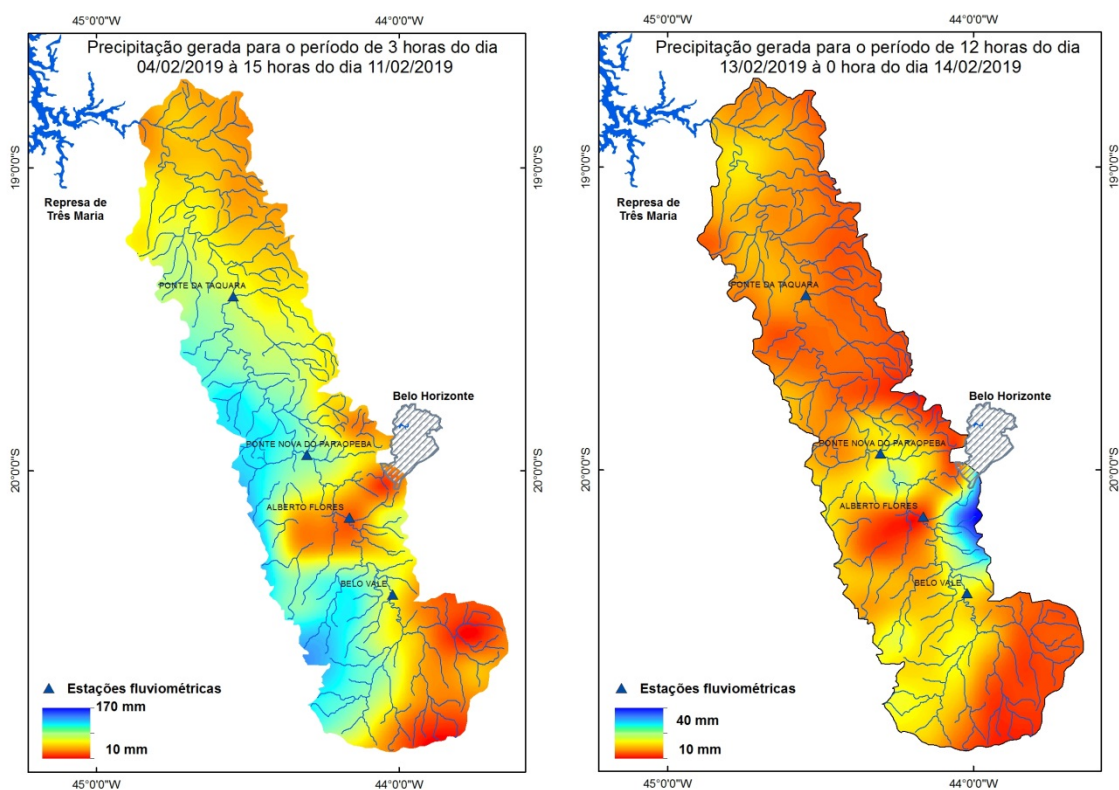 45°0'0"W
44°0'0"W
Precipitação gerada para o período de 3 horas do dia
04/02/2019 à 15 horas do dia 11/02/2019
19°0'0"S
19°0'0"S
Represa de
Três Maria
PONTE DA TAQUARA
Belo Horizonte
PONTE NOVA DO PARAOPEBA
20°0'0"S
20°0'0"S
ALBERTO FLORES
BELO VALE
Estações fluviométricas
170 mm
10 mm
45°0'0"W
44°0'0"W
45°0'0"W
44°0'0"W
Precipitação gerada para o período de 12 horas do dia
13/02/2019 à 0 hora do dia 14/02/2019
19°0'0"S
19°0'0"S
Represa de
Três Maria
PONTE DA TAQUARA
Belo Horizonte
PONTE NOVA DO PARAOPEBA
20°0'0"S
20°0'0"S
ALBERTO FLORES
BELO VALE
Estações fluviométricas
40 mm
10 mm
45°0'0"W
44°0'0"W